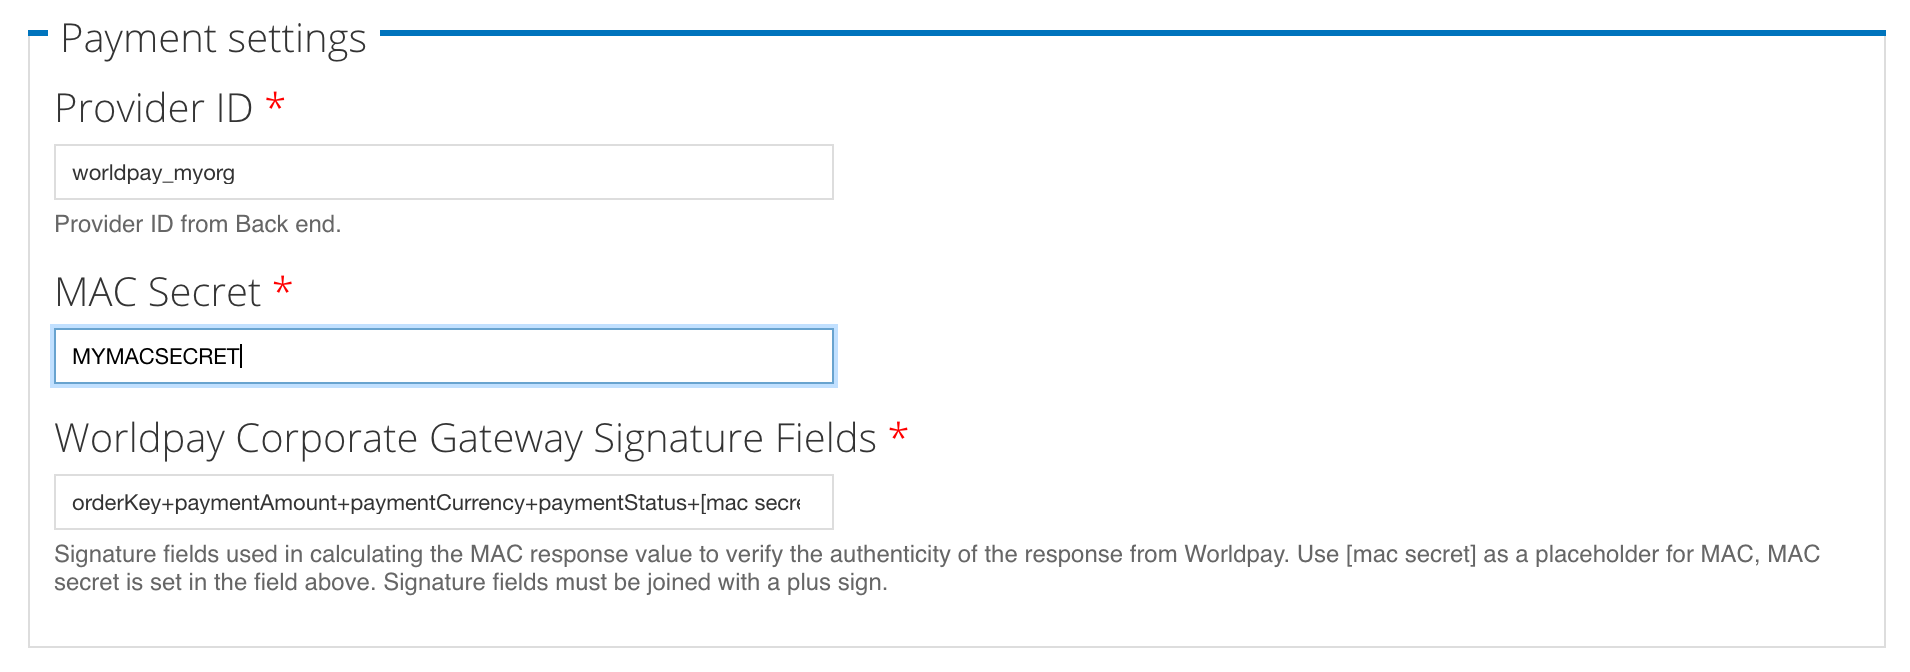 Payment settings
Provider ID *
worldpay_myorg
Provider ID from Back end.
MAC Secret *
MYMACSECRET
Worldpay Corporate Gateway Signature Fields *
orderKey+paymentAmount+paymentCurrency+paymentStatus+[mac secre
Signature fields used in calculating the MAC response value to verify the authenticity of the response from Worldpay. Use [mac secret] as a placeholder for MAC, MAC
secret is set in the field above. Signature fields must be joined with a plus sign.